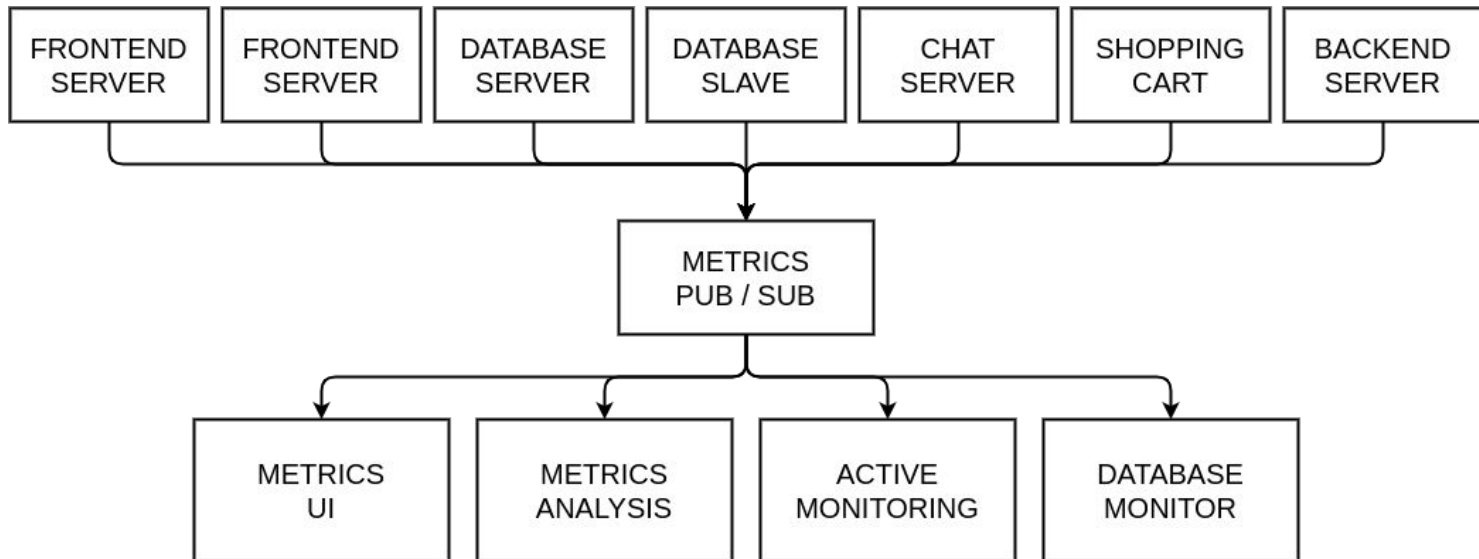 FRONTEND
SERVER
FRONTEND
SERVER
DATABASE
SERVER
DATABASE
SLAVE
CHAT
SERVER
SHOPPING
CART
BACKEND
SERVER
METRICS
PUB / SUB
METRICS
UI
METRICS
ANALYSIS
ACTIVE
MONITORING
DATABASE
MONITOR